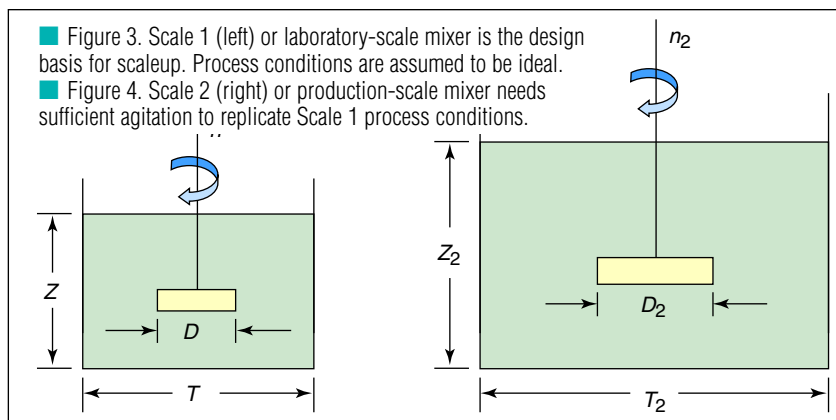 ■ Figure 3. Scale 1 (left) or laboratory-scale mixer is the design
basis for scaleup. Process conditions are assumed to be ideal.
■ Figure 4. Scale 2 (right) or production-scale mixer needs
sufficient agitation to replicate Scale 1 process conditions.
n2
Z
D
T
Z2
D2
T2